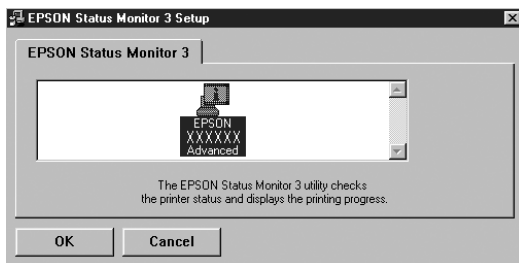 EPSON Status Monitor 3 Setup
EPSON Status Monitor 3
EPSON
XXXXXX
Advanced
The EPSON Status Monitor 3 utility checks
the printer status and displays the printing progress.
OK Cancel